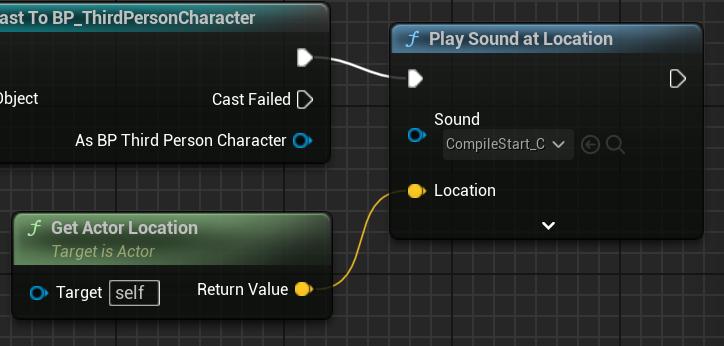 ast To BP_ThirdPersonCharacter
Object
Cast Failed
As BP Third Person Character
f Get Actor Location
Target is Actor
Target self
Return Value
f Play Sound at Location
Sound
CompileStart_C
Location